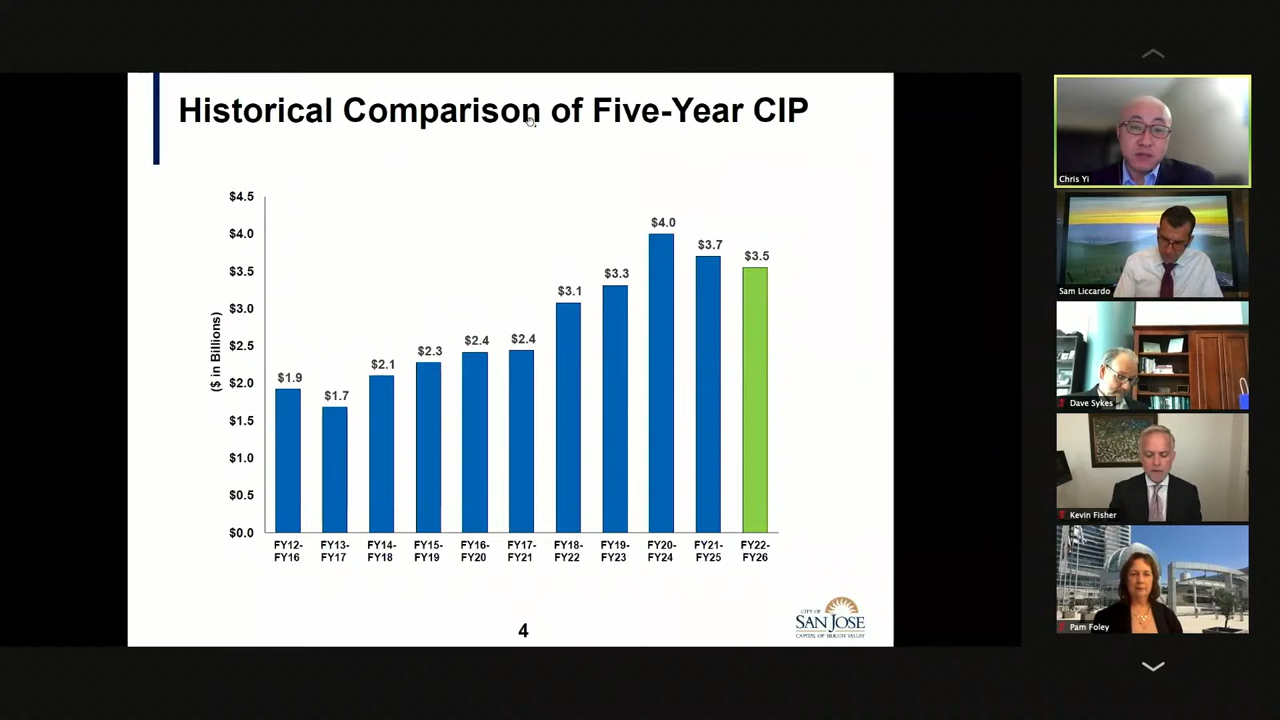 Historical Comparison of Five-Year CIP
($ in Billions)
$4.5
$4.0
$3.5
$3.0
$2.5
$2.0
$1.5
$1.0
$0.5
$0.0
$1.9
$1.7
$2.1
$2.3
$2.4
$2.4
$3.1
$3.3
$4.0
$3.7
$3.5
FY12-
FY16
FY13-
FY17
FY14-
FY18
FY15-
FY19
FY16-
FY20
FY17-
FY21
FY18-
FY22
FY19-
FY23
FY20-
FY24
FY21-
FY25
FY22-
FY26
4
CITY OF
SAN JOSE
CAPITAL OF SILICON VALLEY
Chris Yi
Sam Liccardo
Dave Sykes
Kevin Fisher
Pam Foley